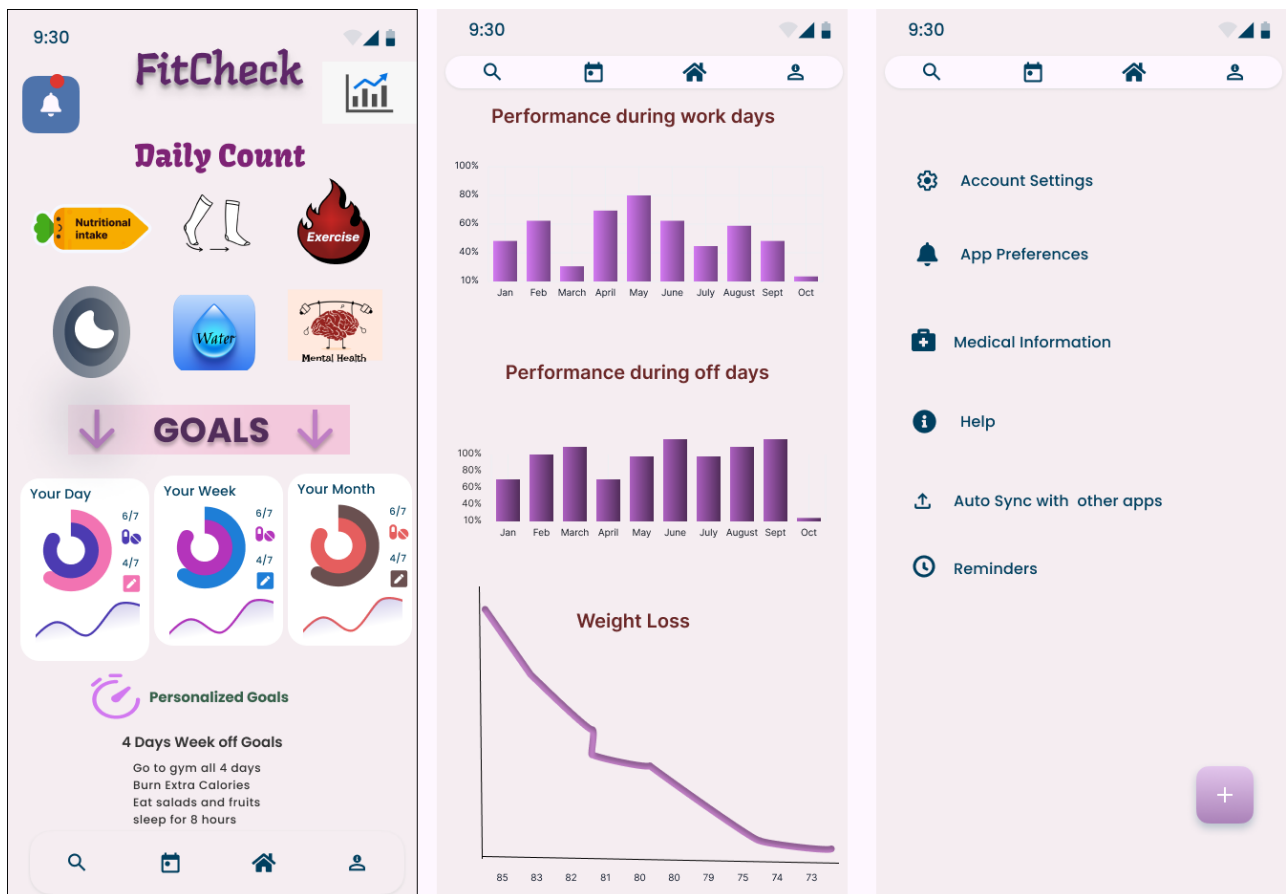 9:30
FitCheck
Daily Count
Nutritional
intake
Exercise
Water
Mental Health
GOALS
Your Day
6/7
4/7
Your Week
6/7
4/7
Your Month
6/7
4/7
Personalized Goals
4 Days Week off Goals
Go to gym all 4 days
Burn Extra Calories
Eat salads and fruits
sleep for 8 hours
9:30
Performance during work days
100%
80%
60%
40%
10%
Jan Feb March April May June July August Sept Oct
Performance during off days
100%
80%
60%
40%
10%
Jan Feb March April May June July August Sept Oct
Weight Loss
85 83 82 81 80 80 79 75 74 73
9:30
Account Settings
App Preferences
Medical Information
Help
Auto Sync with other apps
Reminders